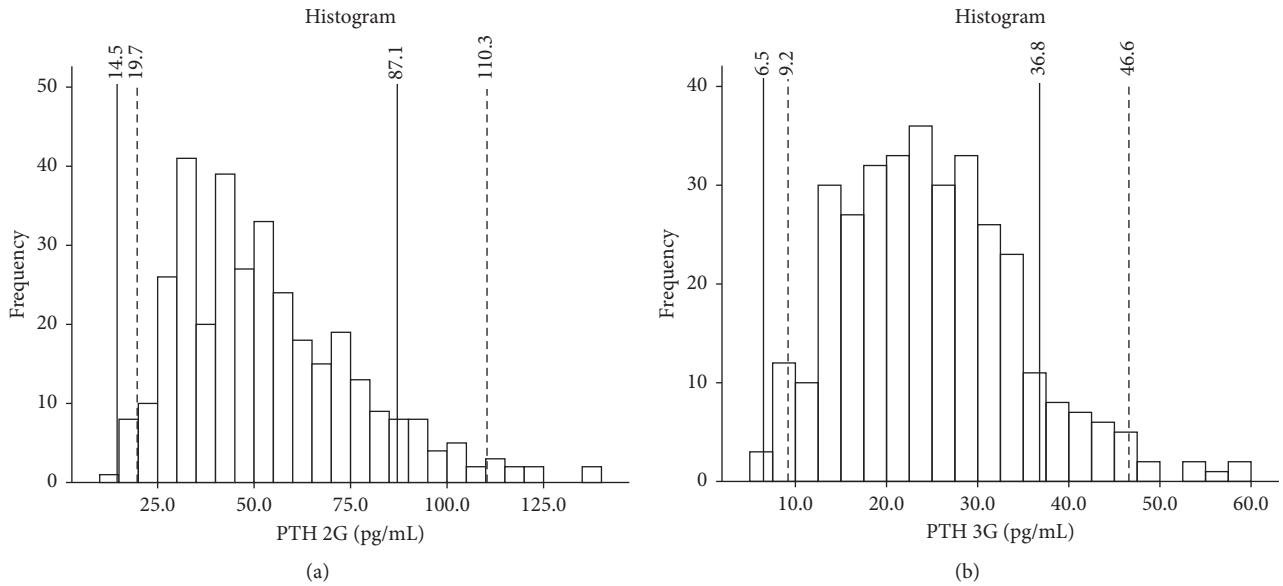 Histogram
14.5
19.7
87.1
110.3
50
40
30
20
10
0
Frequency
25.0 50.0 75.0 100.0 125.0
PTH 2G (pg/mL)
(a)
Histogram
6.5
9.2
36.8
46.6
40
30
20
10
0
Frequency
10.0 20.0 30.0 40.0 50.0 60.0
PTH 3G (pg/mL)
(b)